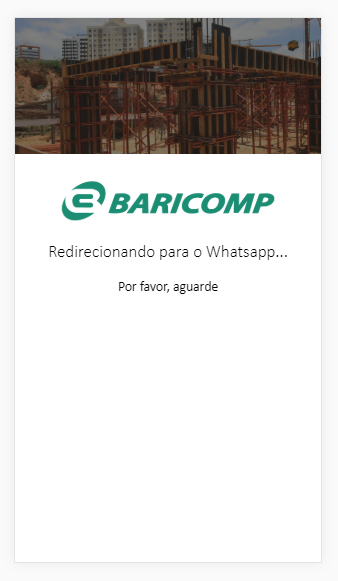 BARICOMP
Redirecionando para o Whatsapp...
Por favor, aguarde